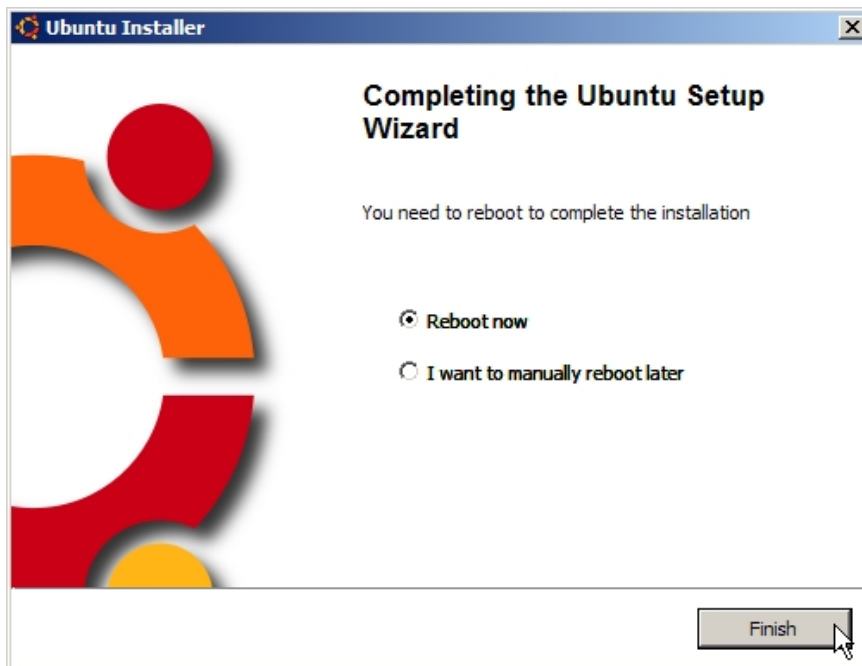 Ubuntu Installer
Completing the Ubuntu Setup
Wizard
You need to reboot to complete the installation
Reboot now
I want to manually reboot later
Finish